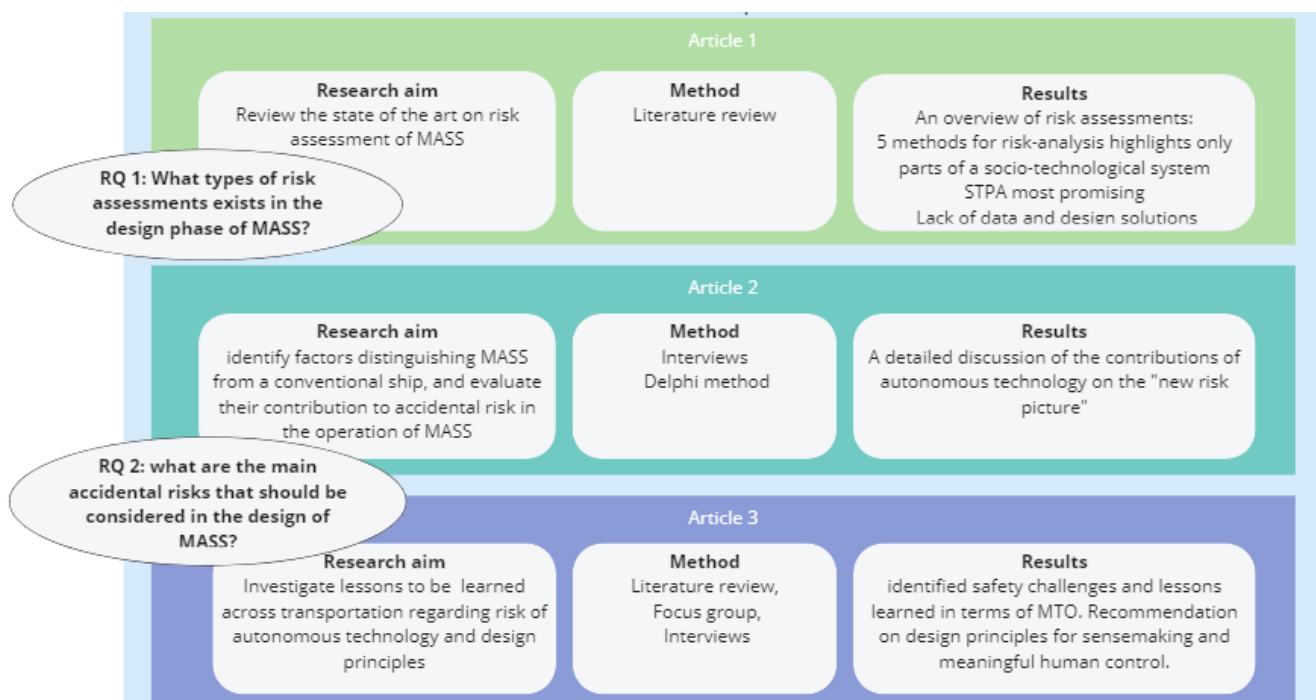 Article 1
Research aim
Review the state of the art on risk
assessment of MASS
Method
Literature review
Results
An overview of risk assessments:
5 methods for risk-analysis highlights only
parts of a socio-technological system
STPA most promising
Lack of data and design solutions
RQ 1: What types of risk
assessments exists in the
design phase of MASS?
Article 2
Research aim
identify factors distinguishing MASS
from a conventional ship, and evaluate
their contribution to accidental risk in
the operation of MASS
Method
Interviews
Delphi method
Results
A detailed discussion of the contributions of
autonomous technology on the "new risk
picture"
RQ 2: what are the main
accidental risks that should be
considered in the design of
MASS?
Article 3
Research aim
Investigate lessons to be learned
across transportation regarding risk of
autonomous technology and design
principles
Method
Literature review,
Focus group,
Interviews
Results
identified safety challenges and lessons
learned in terms of MTO. Recommendation
on design principles for sensemaking and
meaningful human control.